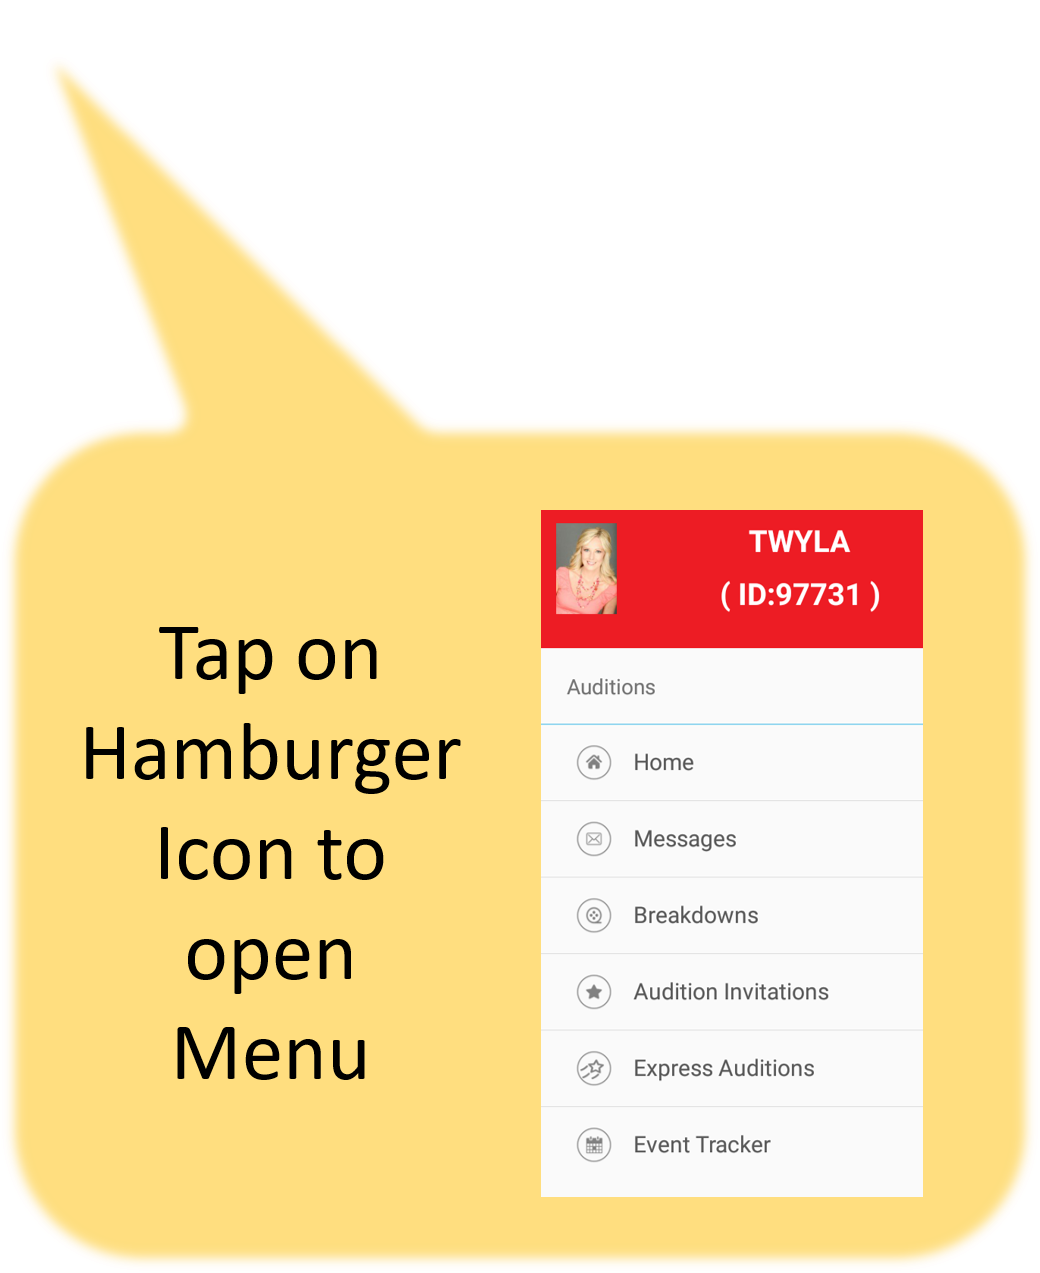 Tap on
Hamburger
Icon to
open
Menu
TWYLA
( ID:97731 )
Auditions
Home
Messages
Breakdowns
Audition Invitations
Express Auditions
Event Tracker